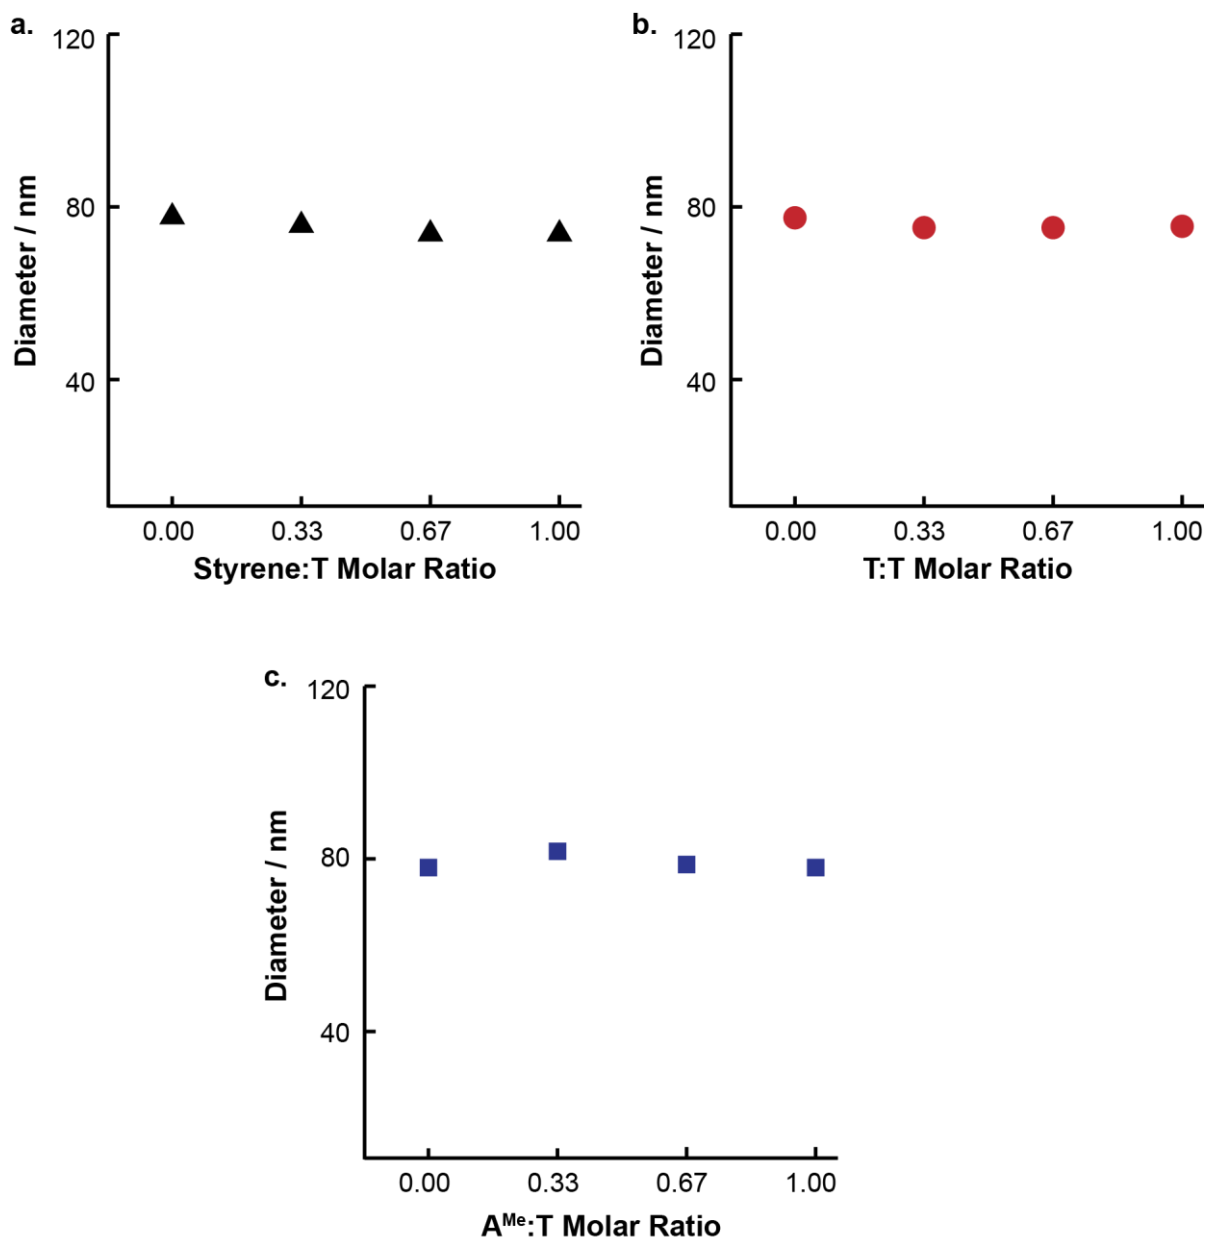 a.
120
80
40
Diameter / nm
0.00 0.33 0.67 1.00
Styrene:T Molar Ratio
b.
120
80
40
Diameter / nm
0.00 0.33 0.67 1.00
T:T Molar Ratio
c.
120
80
40
Diameter / nm
0.00 0.33 0.67 1.00
A^Me:T Molar Ratio